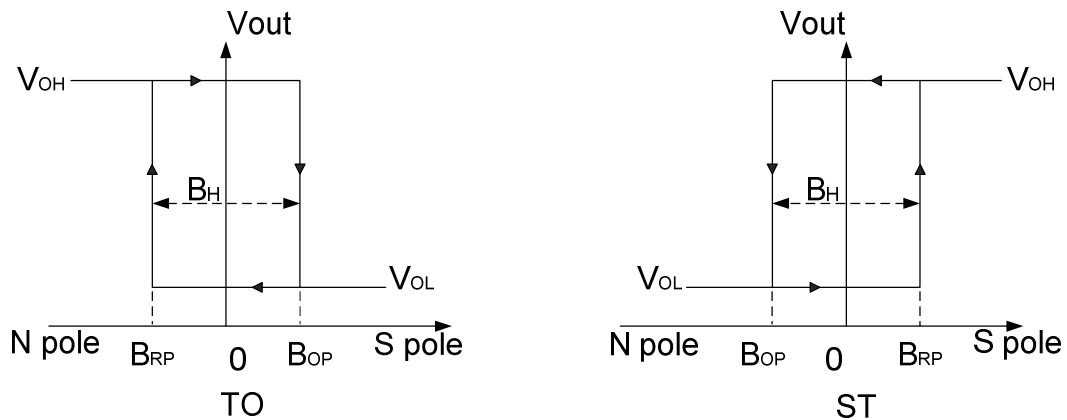 Vout
VOH
BH
VOL
N pole
BRP
0
BOP
S pole
TO
Vout
VOH
BH
VOL
N pole
BOP
0
BRP
S pole
ST